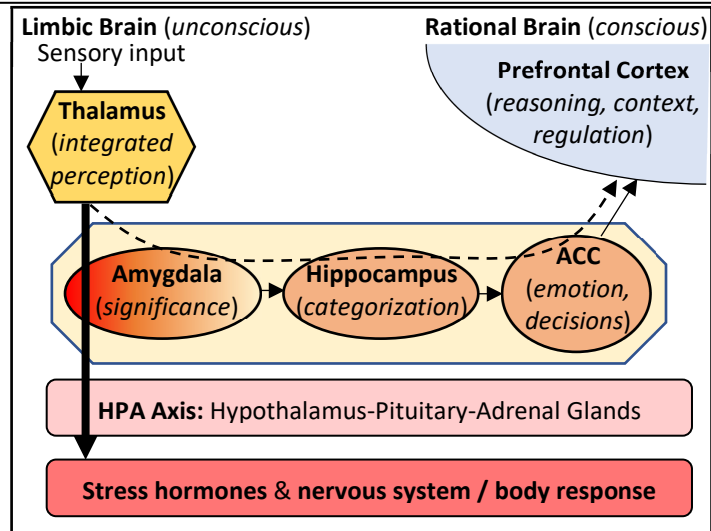 Limbic Brain (unconscious)
Sensory input
Rational Brain (conscious)
Prefrontal Cortex
(reasoning, context,
regulation)
Thalamus
(integrated
perception)
Amygdala
(significance)
Hippocampus
(categorization)
ACC
(emotion,
decisions)
HPA Axis: Hypothalamus-Pituitary-Adrenal Glands
Stress hormones & nervous system / body response